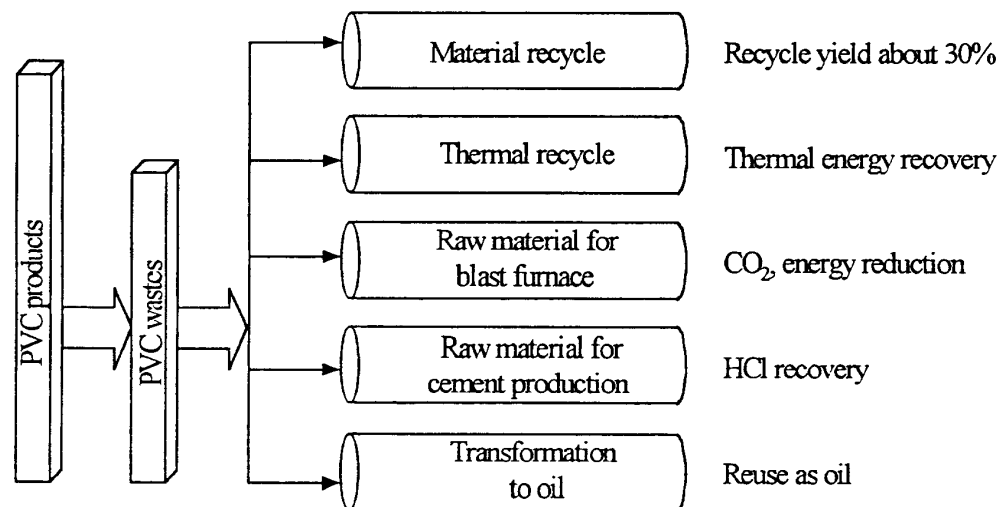 PVC products
PVC wastes
Material recycle
Recycle yield about 30%
Thermal recycle
Thermal energy recovery
Raw material for
blast furnace
CO₂, energy reduction
Raw material for
cement production
HCl recovery
Transformation
to oil
Reuse as oil